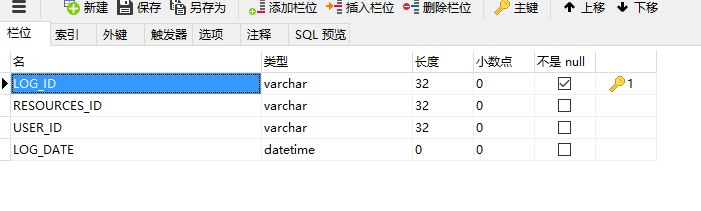 新建 保存 另存为 添加栏位 插入栏位 删除栏位 主键 上移 下移
栏位 索引 外键 触发器 选项 注释 SQL 预览
名 类型 长度 小数点 不是 null
LOG_ID varchar 32 0 1
RESOURCES_ID varchar 32 0
USER_ID varchar 32 0
LOG_DATE datetime 0 0